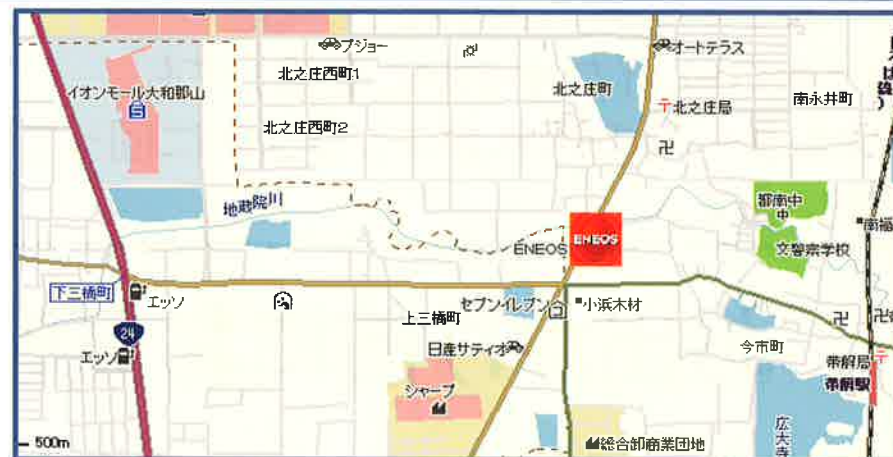 プジョー
オートテラス
北之庄西町1
北之庄町
イオンモール大和郡山
北之庄局
南永井町
北之庄西町2
地蔵院川
都南中
中
ENEOS
ENEOS
文
学校
下三橋町
エッソ
セブンイレブン
小浜木材
上三橋町
24
日産サティオ
今市町
エッソ
帯解局
帯解駅
シャープ
広大寺
500m
総合卸商業団地